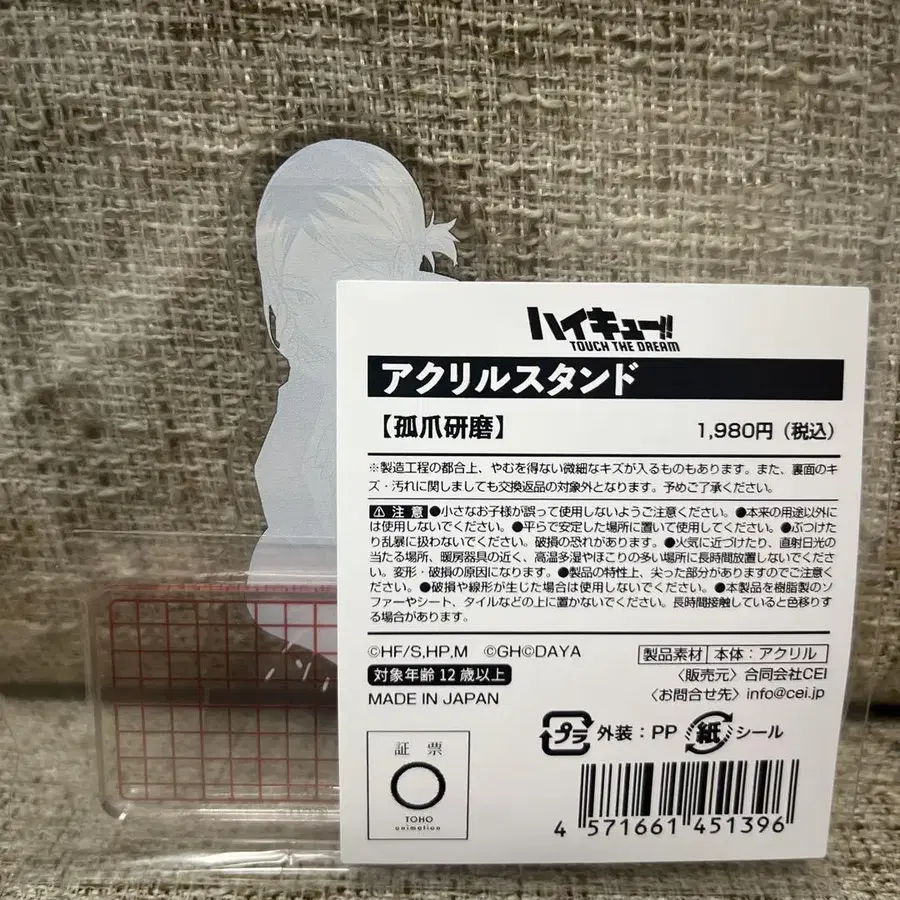 ハイキュー!!
TOUCH THE DREAM
アクリルスタンド
【孤爪研磨】
1,980円（税込）
※製造工程の都合上、やむを得ない微細なキズが入るものもあります。また、裏面のキ
ズ・汚れに関しましても交換返品の対象外となります。予めご了承ください。
⚠ 注 意 ●小さなお子様が誤って使用しないようご注意ください。●本来の用途以外に
は使用しないでください。●平らで安定した場所に置いて使用してください。●ぶつけた
り乱暴に扱わないでください。破損の恐れがあります。●火気に近づけたり、直射日光の
当たる場所、暖房器具の近く、高温多湿やほこりの多い場所に長時間放置しないでくださ
い。変形・破損の原因になります。●製品の特性上、尖った部分がありますのでご注意くだ
さい。●破損や線形が生じた場合は使用しないでください。●本製品を樹脂製のソ
ファーやシート、タイルなどの上に置かないでください。長時間接触していると色移りす
る場合があります。
©HF/S,HP,M ©GH©DAYA
製品素材 本体：アクリル
対象年齢 12 歳以上
〈販売元〉合同会社CEI
MADE IN JAPAN
〈お問合せ先〉info@cei.jp
プラ 外装：PP 紙 シール
証 票
TOHO
animation
4 571661 451396